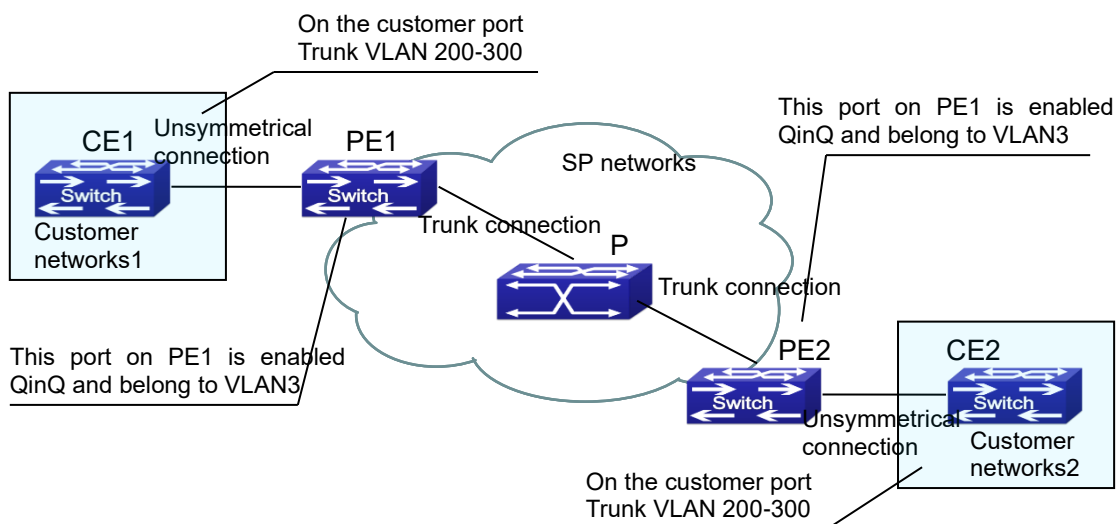 On the customer port
Trunk VLAN 200-300
This port on PE1 is enabled
QinQ and belong to VLAN3
CE1
Unsymmetrical
connection
PE1
SP networks
Switch
Switch
Customer
networks1
Trunk connection
P
Trunk connection
This port on PE1 is enabled
QinQ and belong to VLAN3
PE2
CE2
Switch
Switch
Unsymmetrical
connection
Customer
networks2
On the customer port
Trunk VLAN 200-300